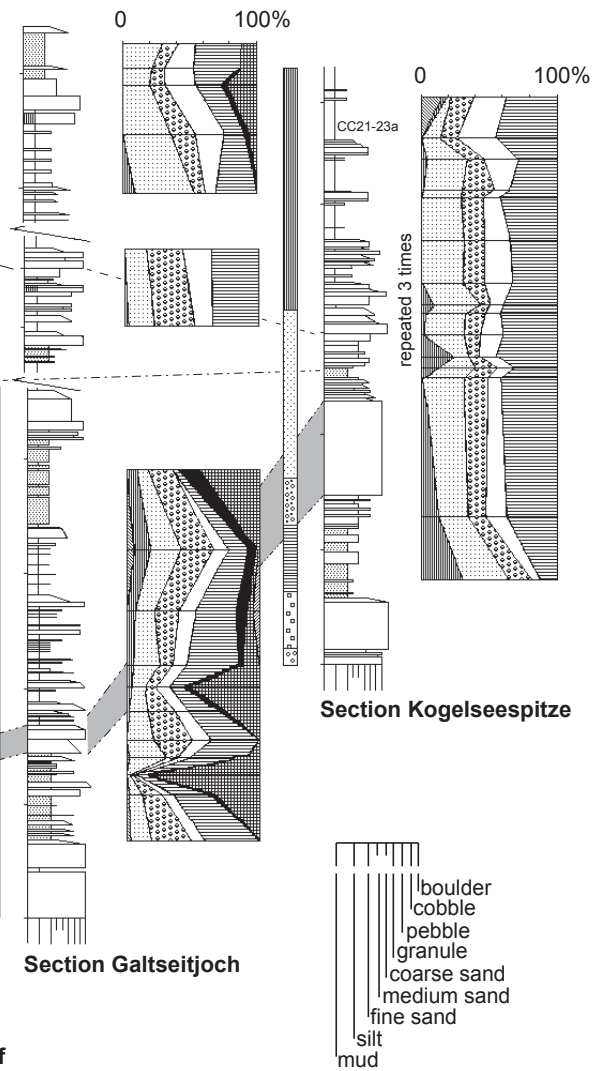 0 100%
0 100%
CC21-23a
repeated 3 times
Section Kogelseespitze
boulder
cobble
pebble
granule
coarse sand
medium sand
fine sand
silt
mud
Section Galtseitjoch
f